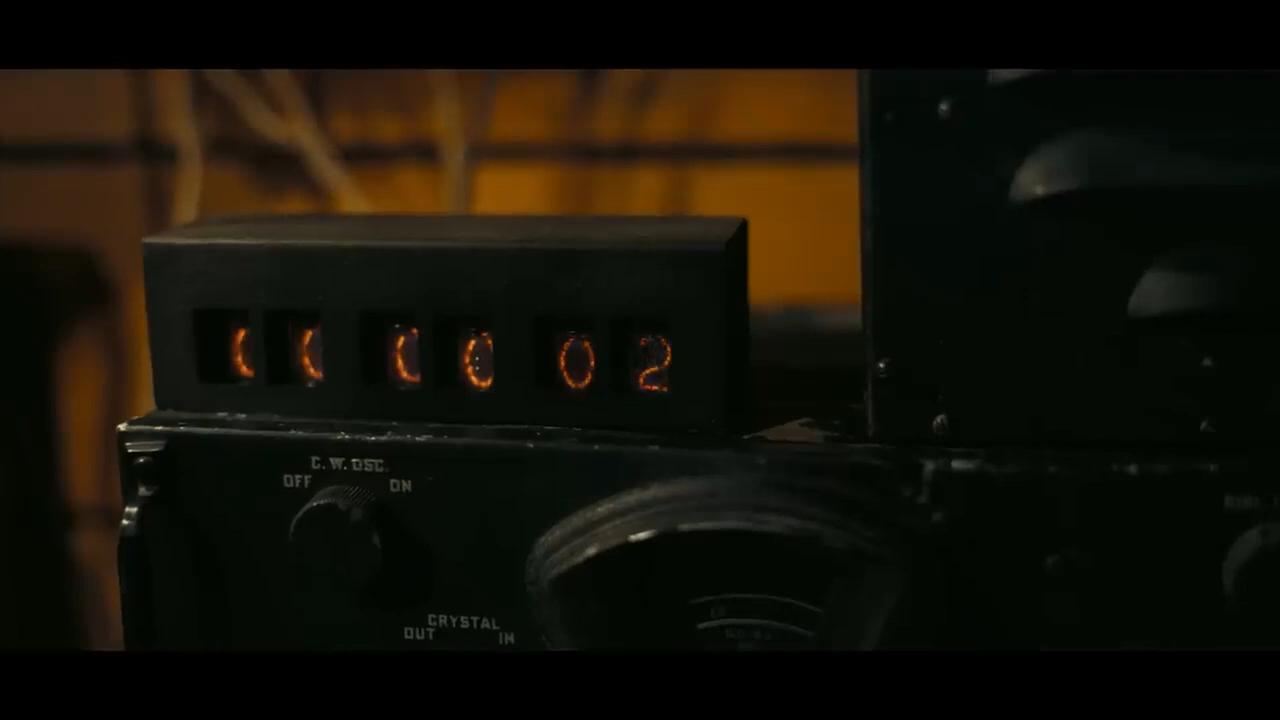 000002
C.W. OSC.
OFF ON
CRYSTAL
OUT IN